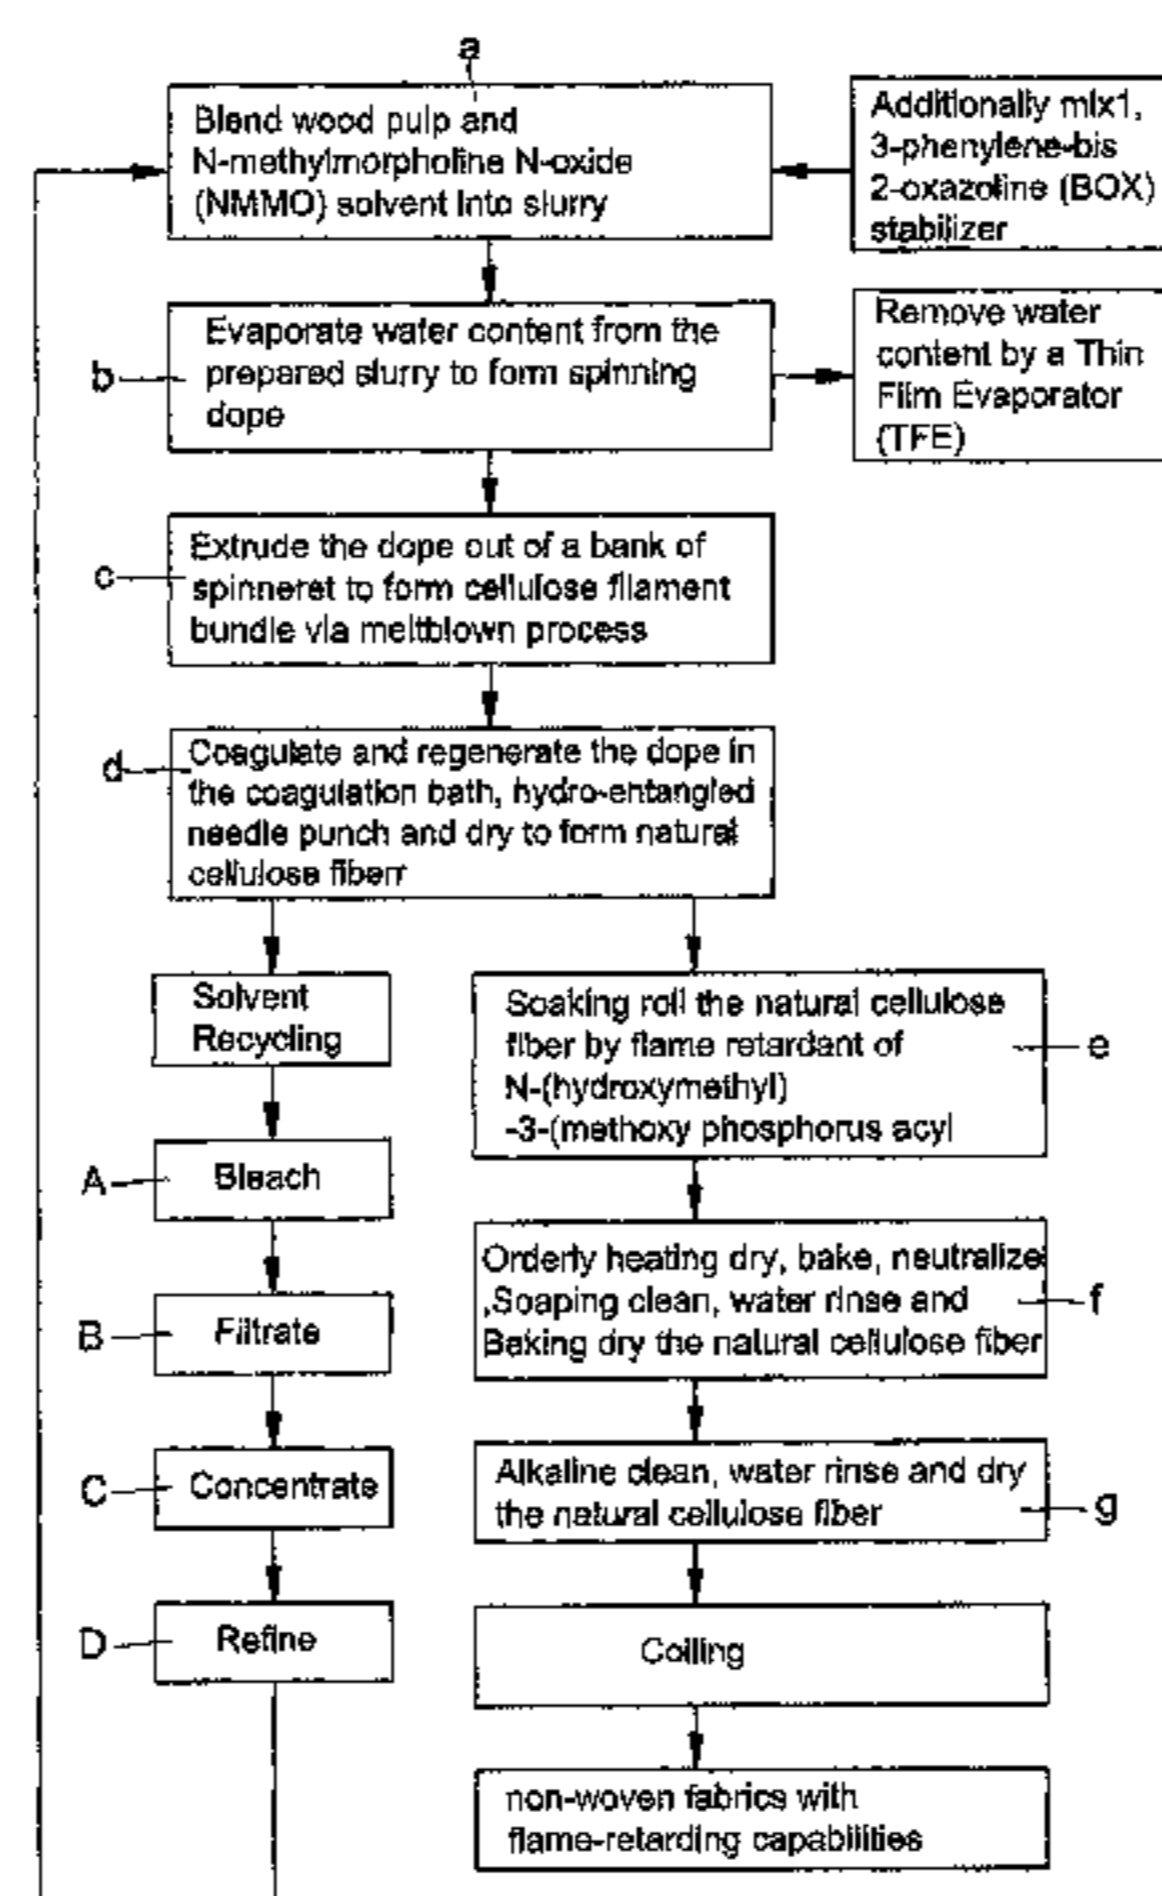 a
Blend wood pulp and
N-methylmorpholine N-oxide
(NMMO) solvent into slurry
Additionally mix1,
3-phenylene-bis
2-oxazoline (BOX)
stabilizer
b
Evaporate water content from the
prepared slurry to form spinning
dope
Remove water
content by a Thin
Film Evaporator
(TFE)
c
Extrude the dope out of a bank of
spinneret to form cellulose filament
bundle via meltblown process
d
Coagulate and regenerate the dope in
the coagulation bath, hydro-entangled
needle punch and dry to form natural
cellulose fiberr
Solvent
Recycling
A
Bleach
B
Filtrate
C
Concentrate
D
Refine
Soaking roll the natural cellulose
fiber by flame retardant of
N-(hydroxymethyl)
-3-(methoxy phosphorus acyl
e
Orderly heating dry, bake, neutralize
,Soaping clean, water rinse and
Baking dry the natural cellulose fiber
f
Alkaline clean, water rinse and dry
the natural cellulose fiber
g
Coiling
non-woven fabrics with
flame-retarding capabilities